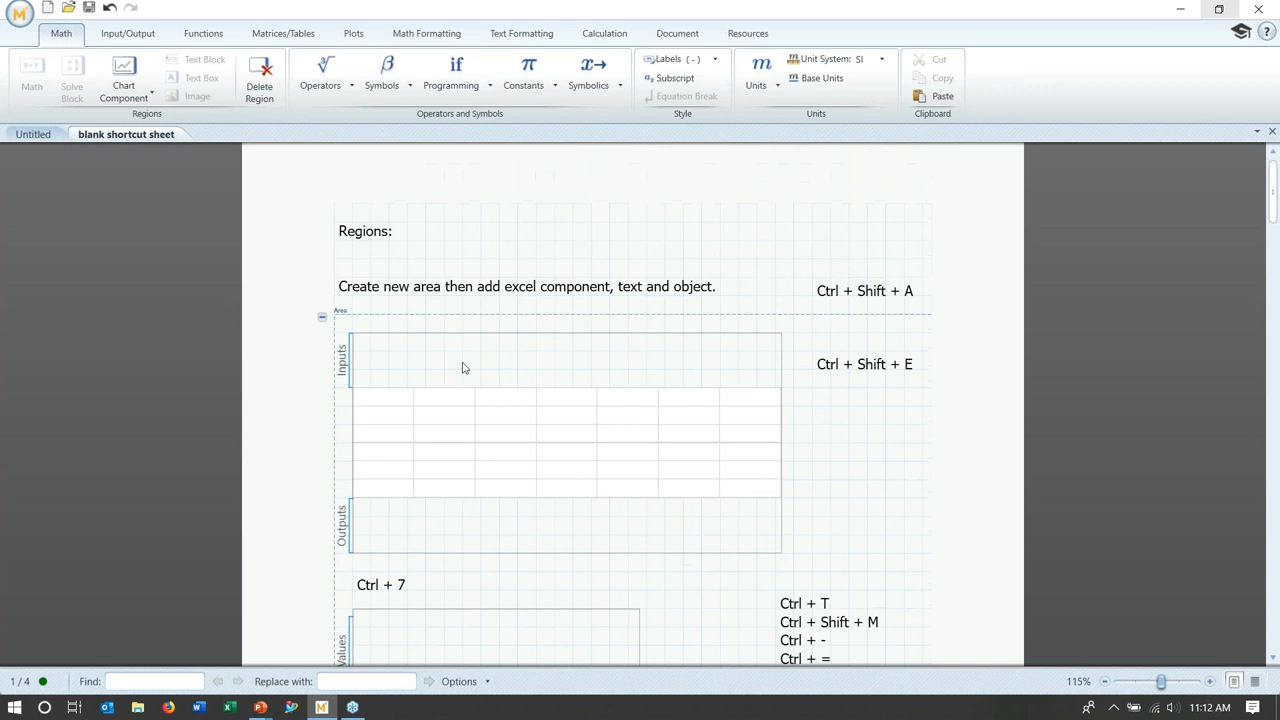 M
Math Input/Output Functions Matrices/Tables Plots Math Formatting Text Formatting Calculation Document Resources
Math Solve Block Chart Component Text Block Text Box Image Delete Region Operators Symbols Programming Constants Symbolics Labels ( - ) Subscript Equation Break Units Unit System: SI Base Units Paste Cut Copy
Regions Operators and Symbols Style Units Clipboard
Untitled blank shortcut sheet
Regions:
Create new area then add excel component, text and object.
Ctrl + Shift + A
Area
Inputs
Ctrl + Shift + E
Outputs
Ctrl + 7
Values
Ctrl + T
Ctrl + Shift + M
Ctrl + -
Ctrl + =
1 / 4 Find: Replace with: Options 115%
11:12 AM